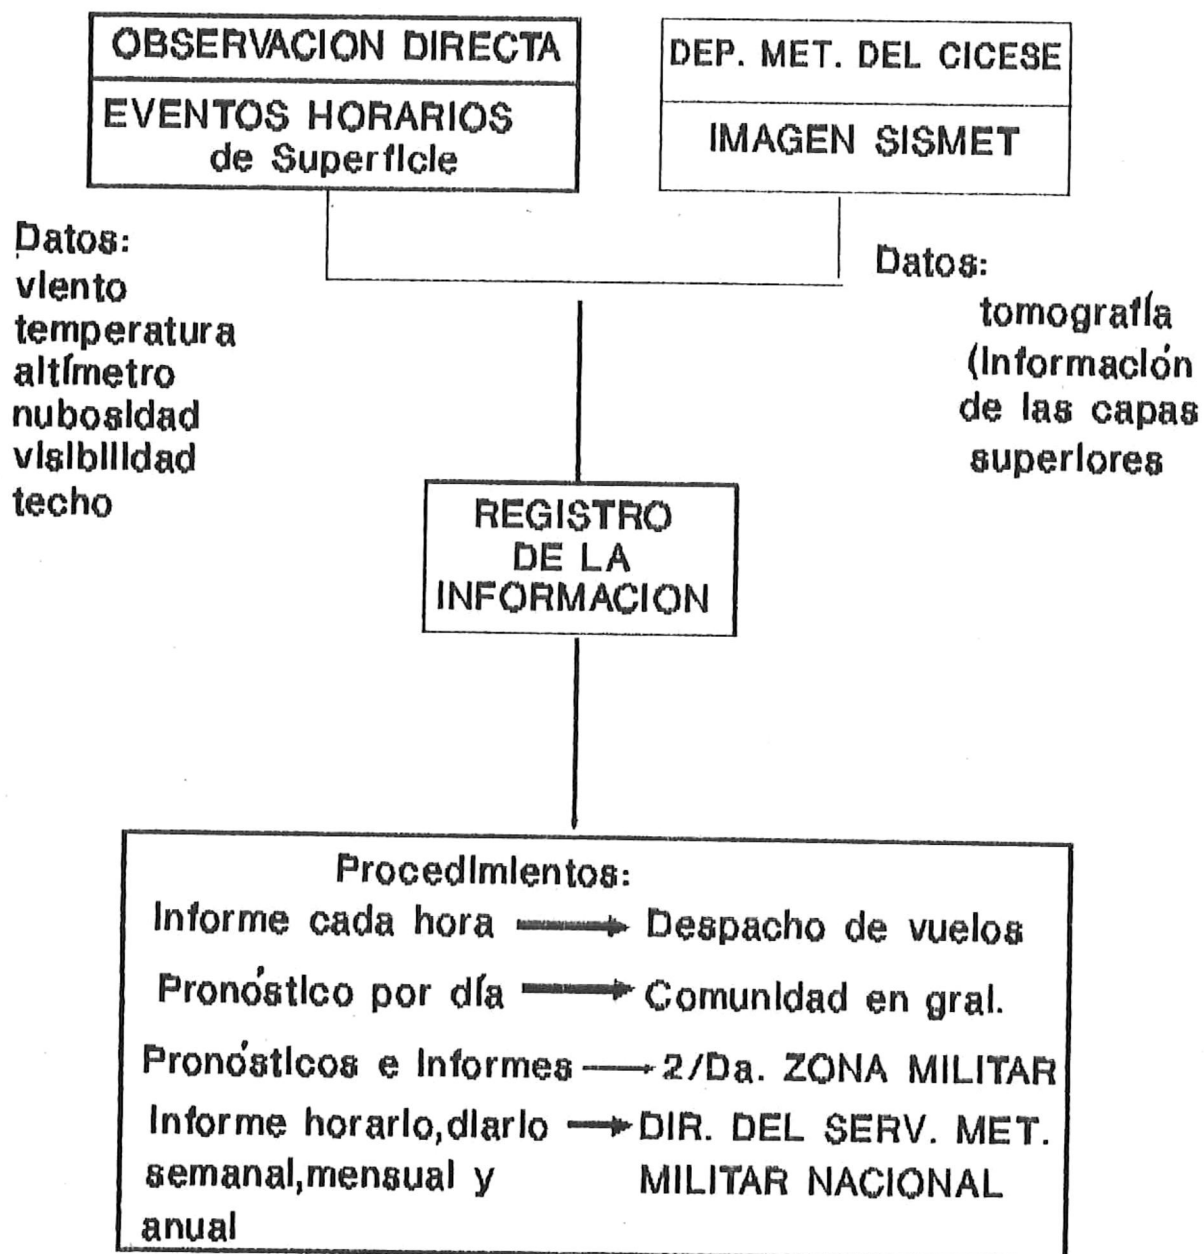 OBSERVACION DIRECTA
EVENTOS HORARIOS
de Superficie
DEP. MET. DEL CICESE
IMAGEN SISMET
Datos:
viento
temperatura
altímetro
nubosidad
visibilidad
techo
Datos:
tomografía
(Información
de las capas
superiores
REGISTRO
DE LA
INFORMACION
Procedimientos:
Informe cada hora → Despacho de vuelos
Pronóstico por día → Comunidad en gral.
Pronósticos e Informes → 2/Da. ZONA MILITAR
Informe horario,diario → DIR. DEL SERV. MET.
semanal,mensual y MILITAR NACIONAL
anual